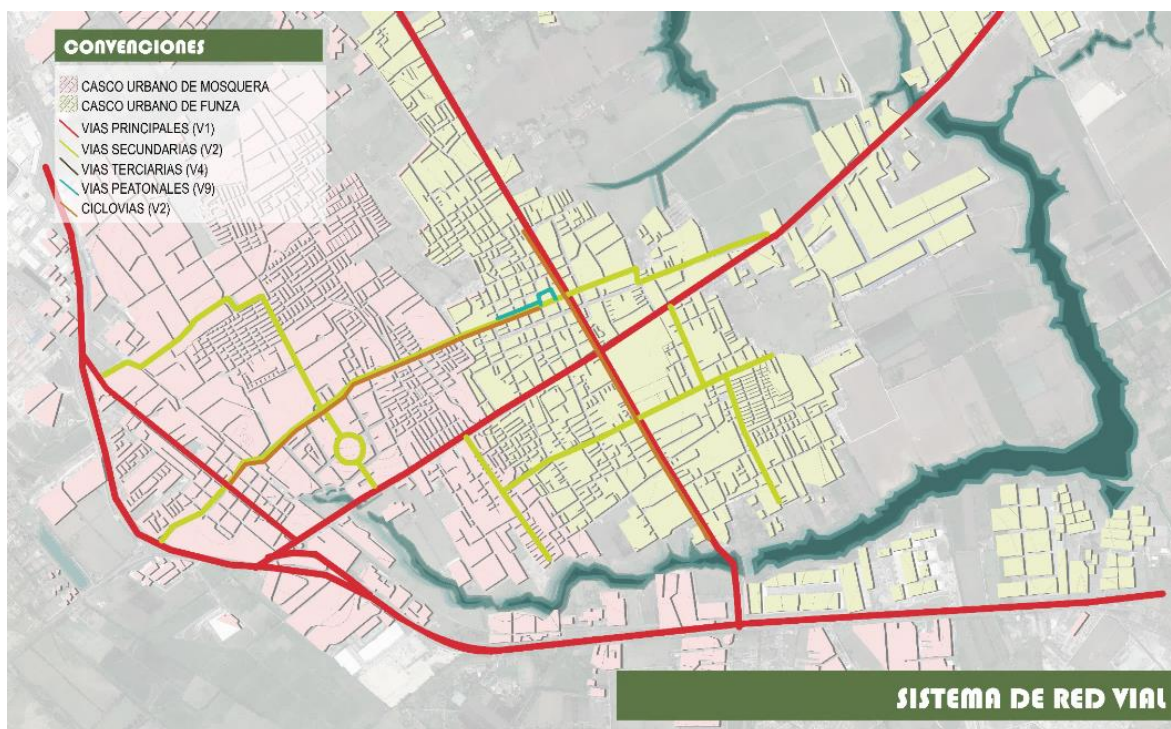 CONVENCIONES
CASCO URBANO DE MOSQUERA
CASCO URBANO DE FUNZA
VIAS PRINCIPALES (V1)
VIAS SECUNDARIAS (V2)
VIAS TERCIARIAS (V4)
VIAS PEATONALES (V9)
CICLOVIAS (V2)
SISTEMA DE RED VIAL